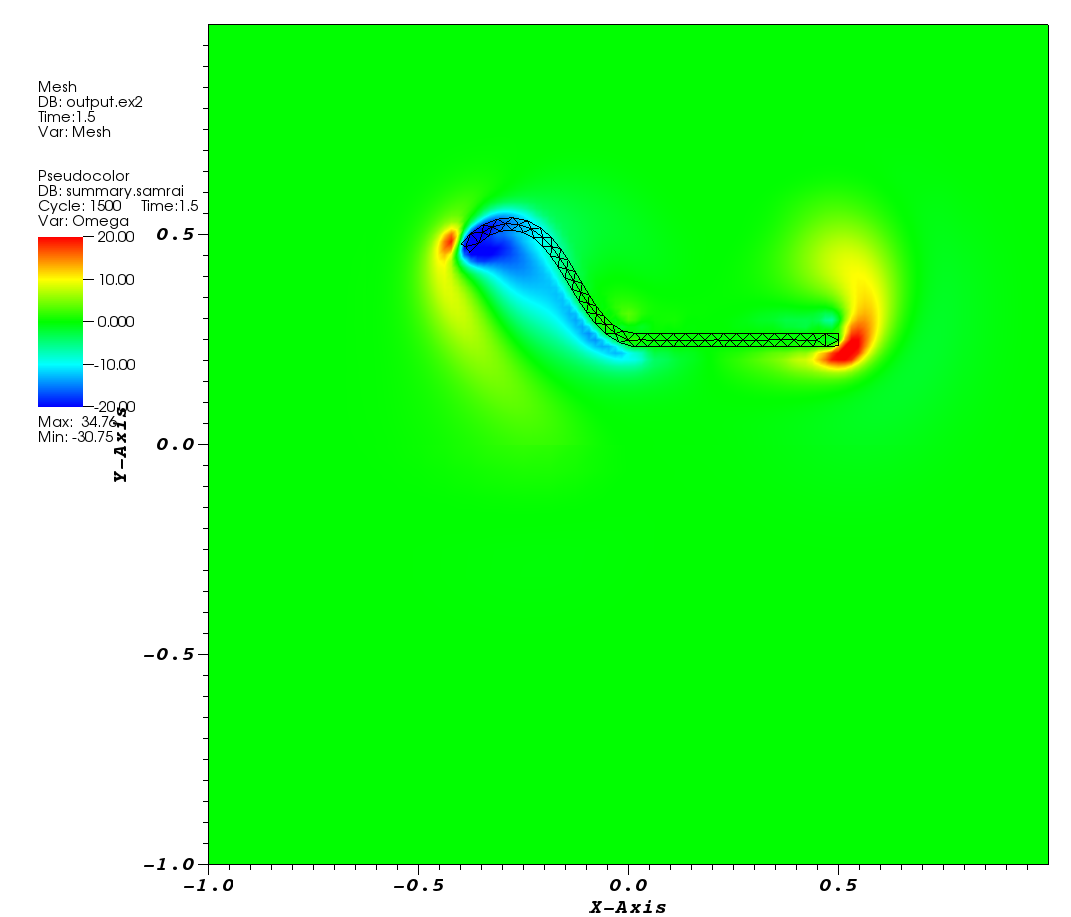 Mesh
DB: output.ex2
Time:1.5
Var: Mesh
Pseudocolor
DB: summary.samrai
Cycle: 1500 Time:1.5
Var: Omega
20.00
10.00
0.000
-10.00
-20.00
Max: 34.76
Min: -30.75
Y-Axis
0.5
0.0
-0.5
-1.0
-1.0 -0.5 0.0 0.5
X-Axis